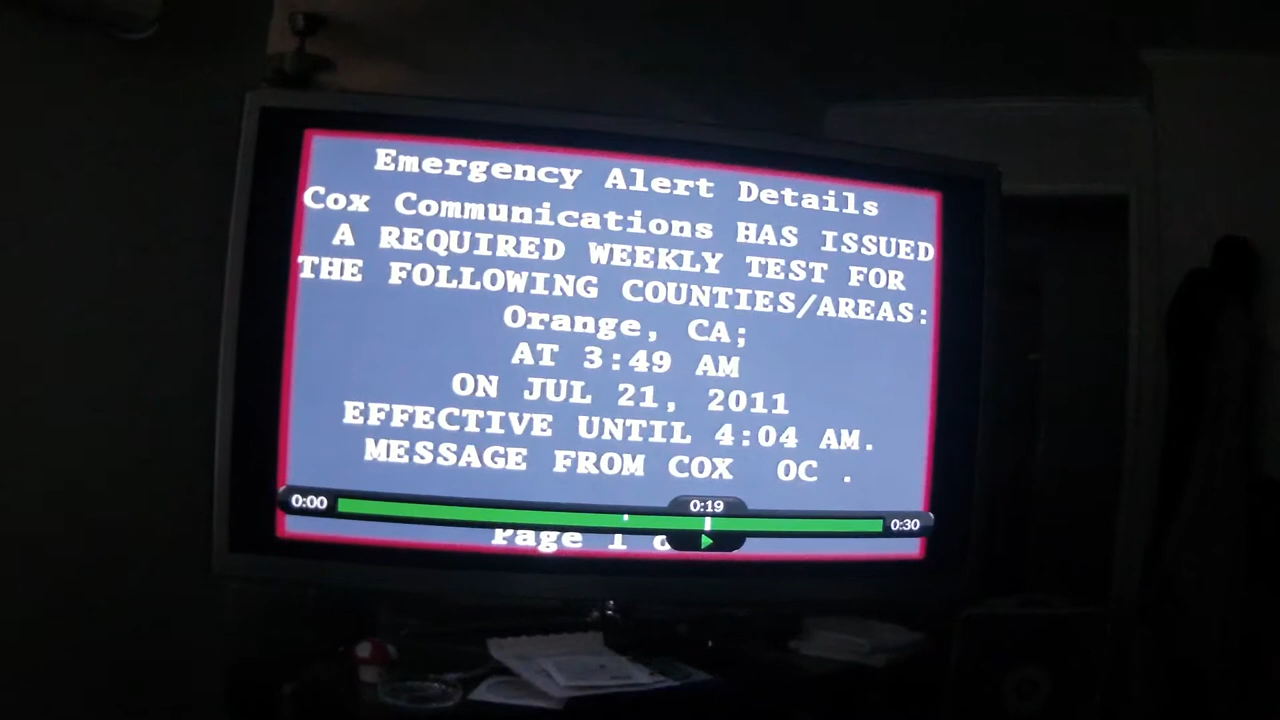 Emergency Alert Details
Cox Communications HAS ISSUED
A REQUIRED WEEKLY TEST FOR
THE FOLLOWING COUNTIES/AREAS:
Orange, CA;
AT 3:49 AM
ON JUL 21, 2011
EFFECTIVE UNTIL 4:04 AM.
MESSAGE FROM COX OC .
0:00 0:19 0:30
Page 1